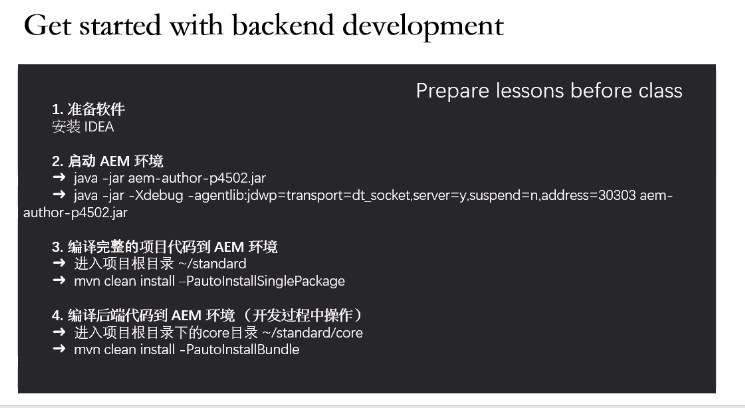 Get started with backend development
Prepare lessons before class
1. 准备软件
安装 IDEA
2. 启动 AEM 环境
➜ java -jar aem-author-p4502.jar
➜ java -jar -Xdebug -agentlib:jdwp=transport=dt_socket,server=y,suspend=n,address=30303 aem-
author-p4502.jar
3. 编译完整的项目代码到 AEM 环境
➜ 进入项目根目录 ~/standard
➜ mvn clean install –PautoInstallSinglePackage
4. 编译后端代码到 AEM 环境 （开发过程中操作）
➜ 进入项目根目录下的core目录 ~/standard/core
➜ mvn clean install -PautoInstallBundle